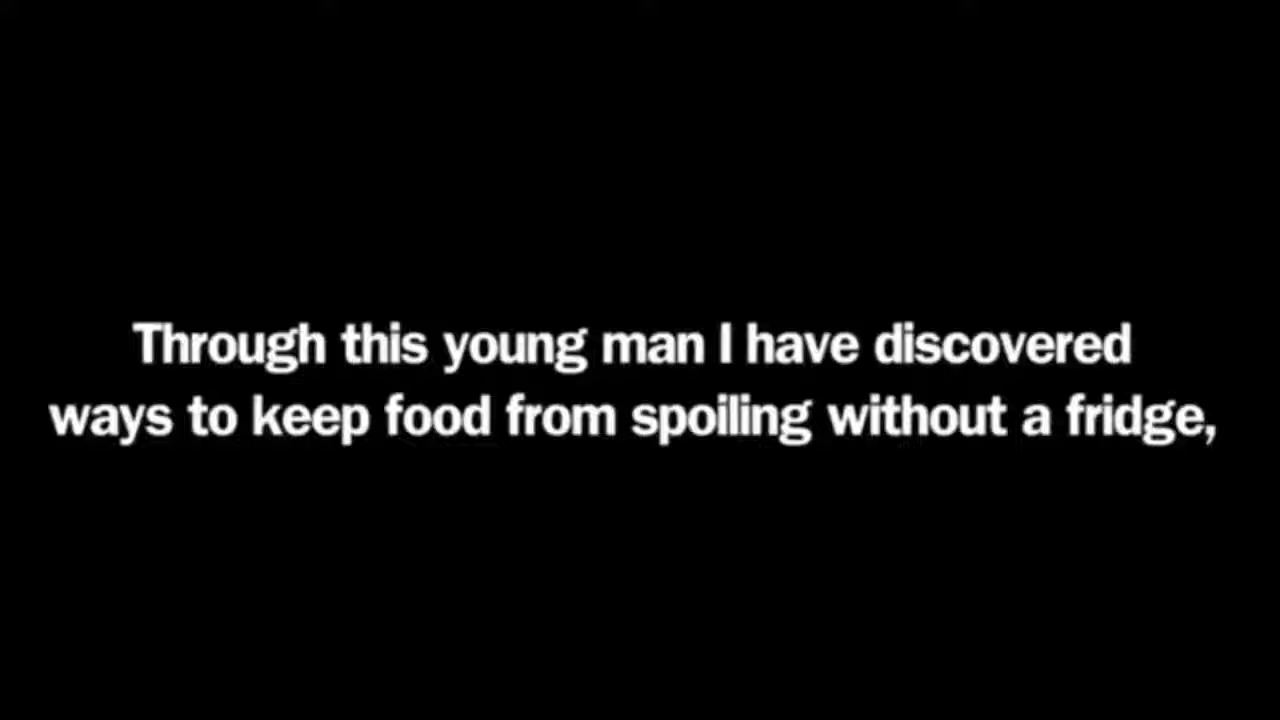 Through this young man I have discovered
ways to keep food from spoiling without a fridge,